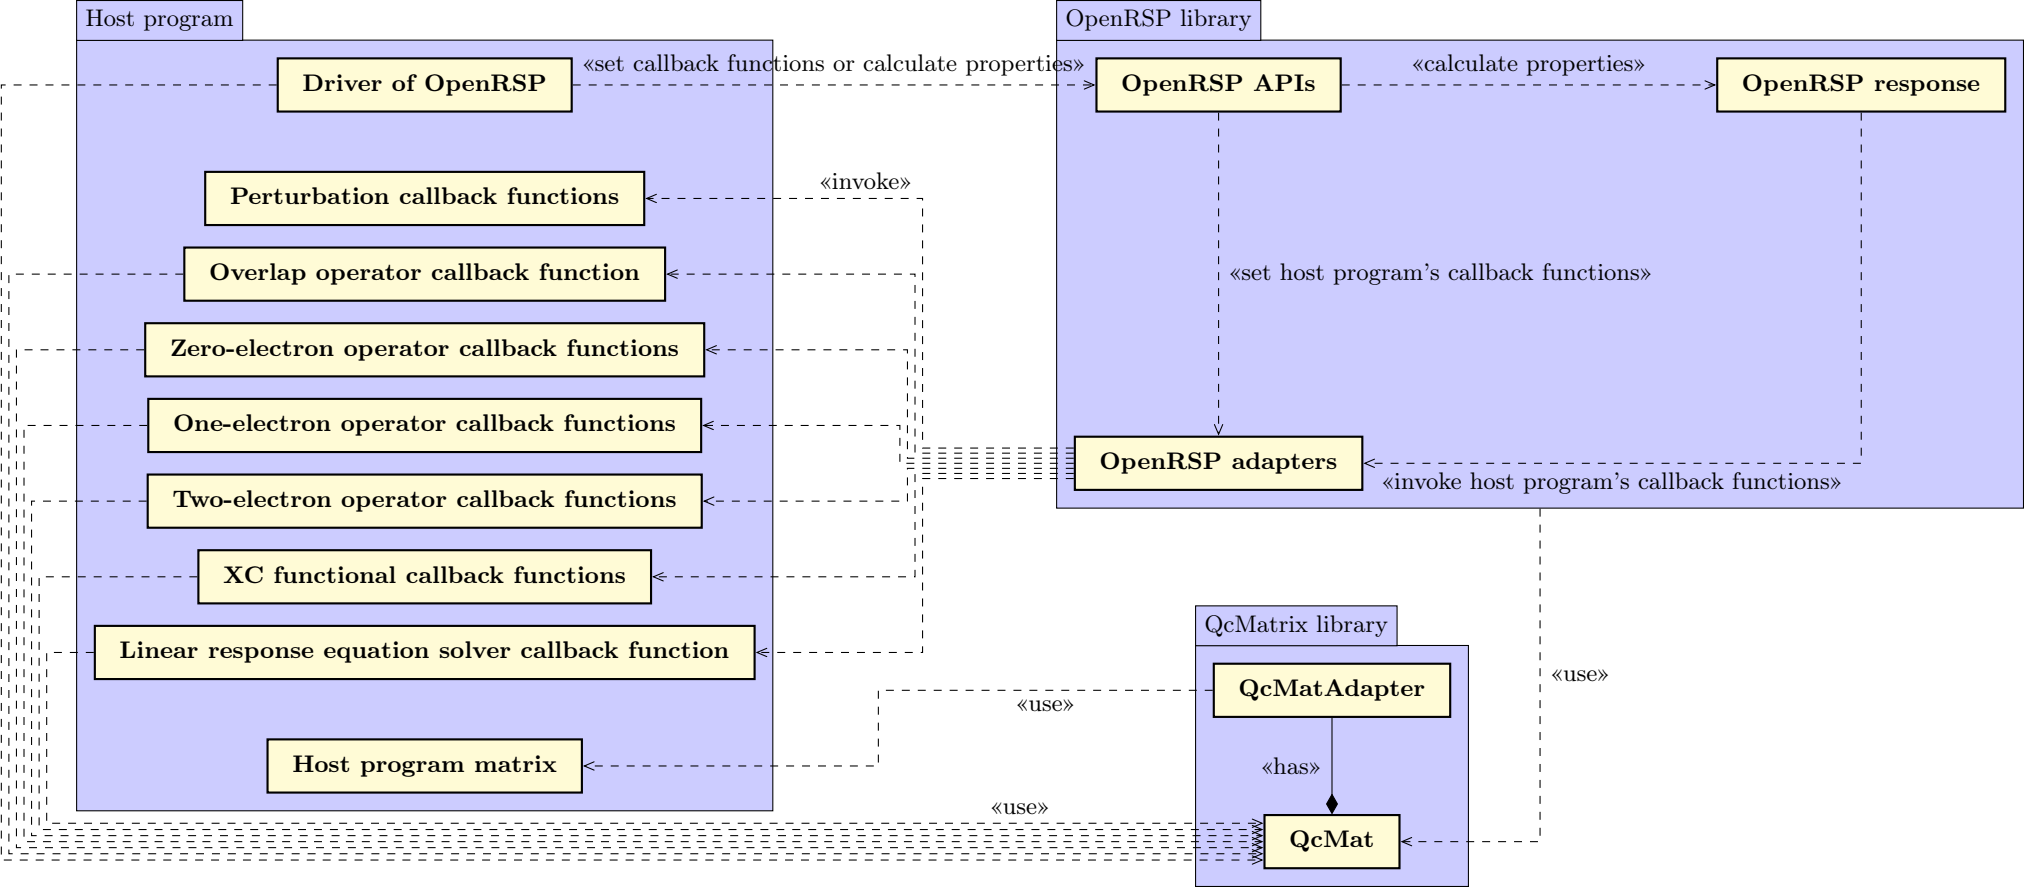 Host program
OpenRSP library
Driver of OpenRSP
«set callback functions or calculate properties»
OpenRSP APIs
«calculate properties»
OpenRSP response
Perturbation callback functions
«invoke»
Overlap operator callback function
«set host program's callback functions»
Zero-electron operator callback functions
One-electron operator callback functions
OpenRSP adapters
«invoke host program's callback functions»
Two-electron operator callback functions
XC functional callback functions
QcMatrix library
Linear response equation solver callback function
«use»
QcMatAdapter
«use»
Host program matrix
«has»
«use»
QcMat